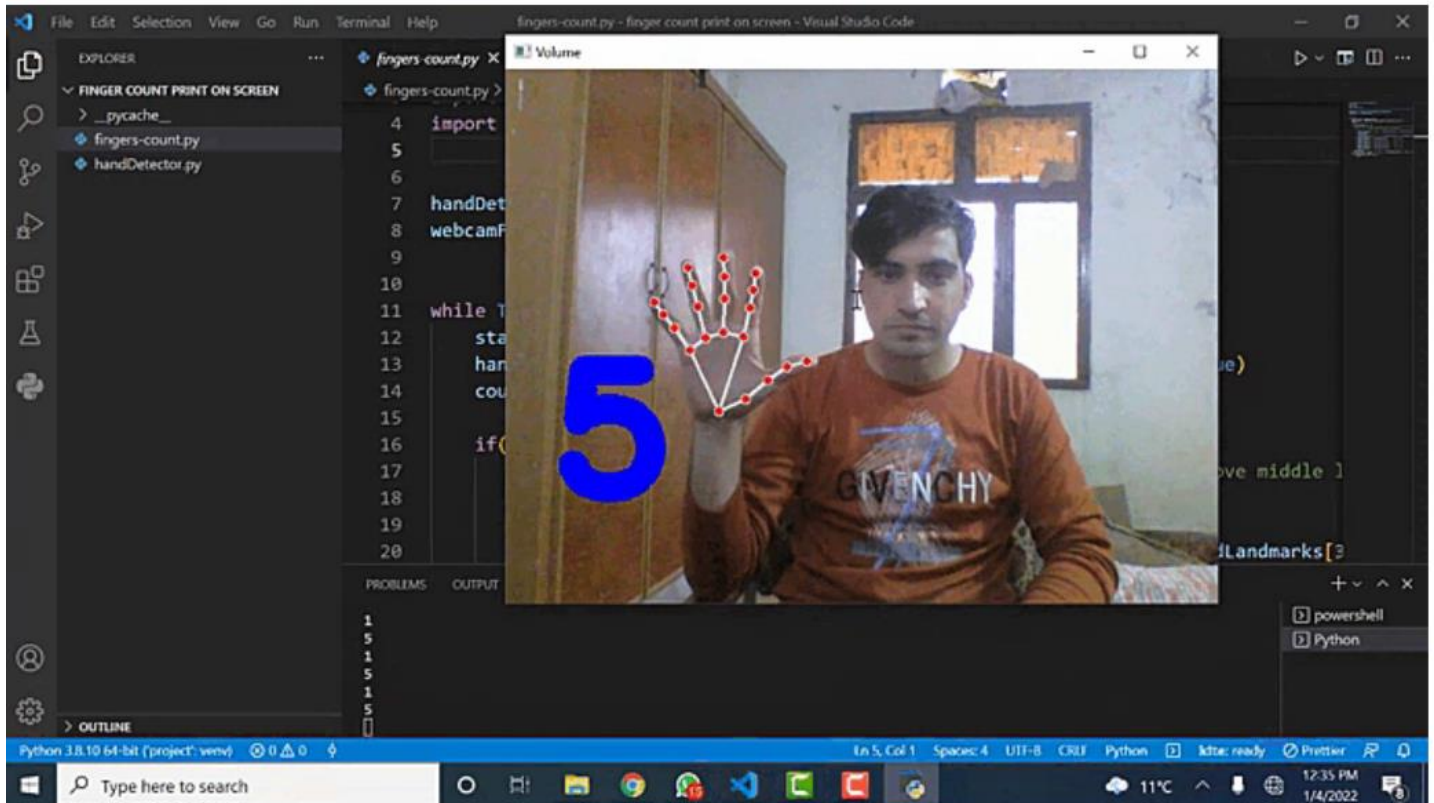 File Edit Selection View Go Run Terminal Help fingers-count.py - finger count print on screen - Visual Studio Code
EXPLORER
FINGER COUNT PRINT ON SCREEN
__pycache__
fingers-count.py
handDetector.py
fingers-count.py
fingers-count.py >
4 import
5
6
7 handDet
8 webcamF
9
10
11 while T
12 sta
13 han ue)
14 cou
15
16 if(
17 ove middle l
18
19
20 dLandmarks[3
Volume
5
GIVENCHY
PROBLEMS OUTPUT
1
5
1
5
1
5
powershell
Python
OUTLINE
Python 3.8.10 64-bit ('project': venv) 0 0 Ln 5, Col 1 Spaces: 4 UTF-8 CRLF Python kite: ready Prettier
Type here to search
15
11°C
12:35 PM
1/4/2022
8